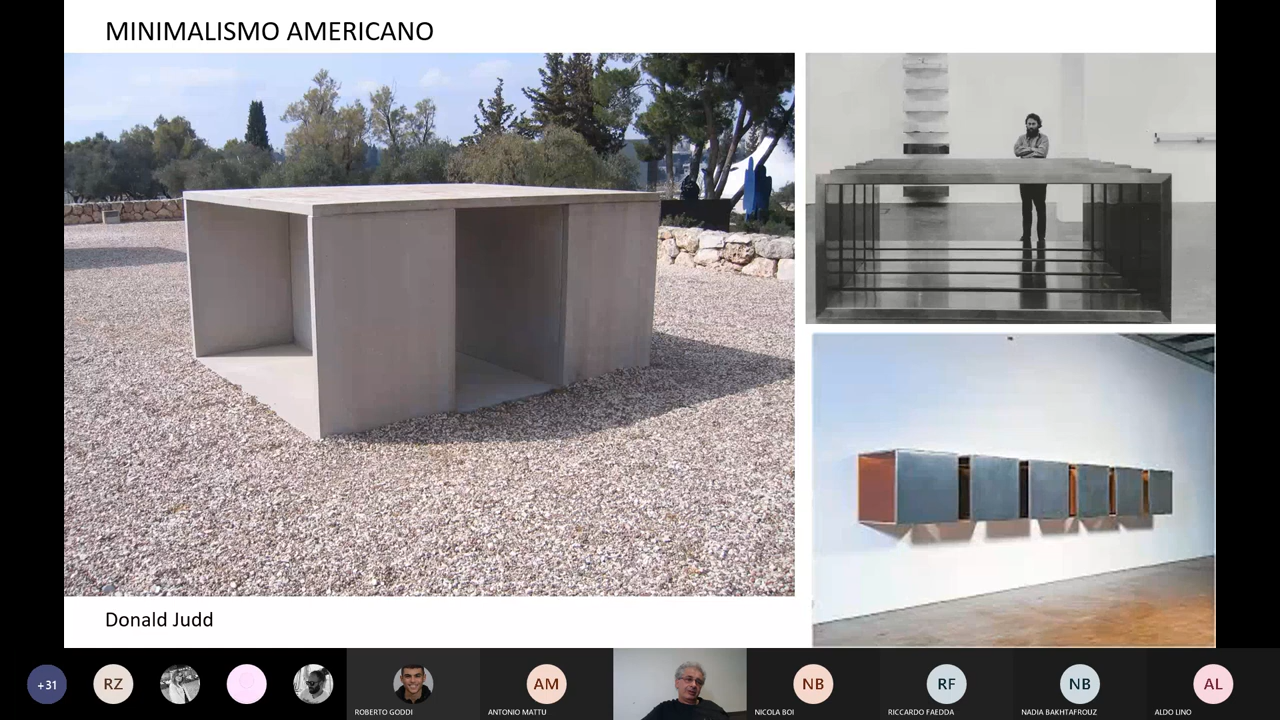 MINIMALISMO AMERICANO
Donald Judd
+31
RZ
AM
NB
RF
NB
AL
ROBERTO GODDI
ANTONIO MATTU
NICOLA BOI
RICCARDO FAEDDA
NADIA BAKHTAFROUZ
ALDO LINO